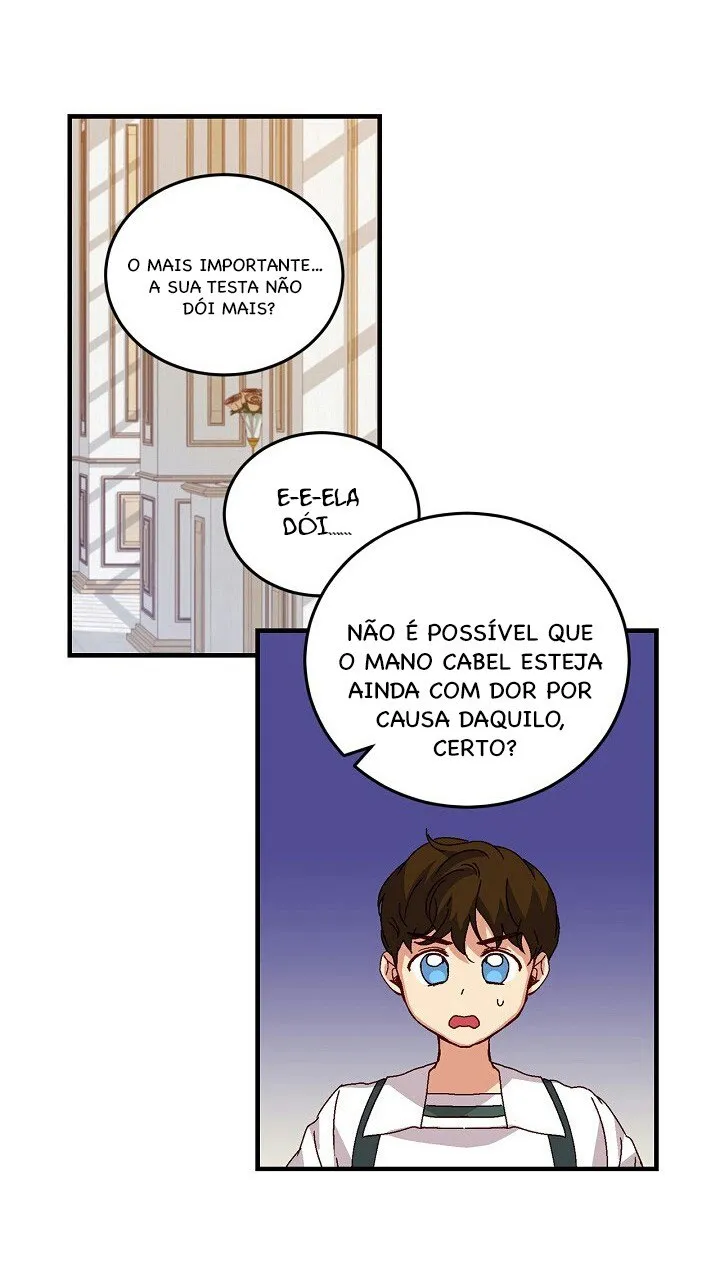 O MAIS IMPORTANTE...
A SUA TESTA NÃO
DÓI MAIS?
E-E-ELA
DÓI......
NÃO É POSSÍVEL QUE
O MANO CABEL ESTEJA
AINDA COM DOR POR
CAUSA DAQUILO,
CERTO?